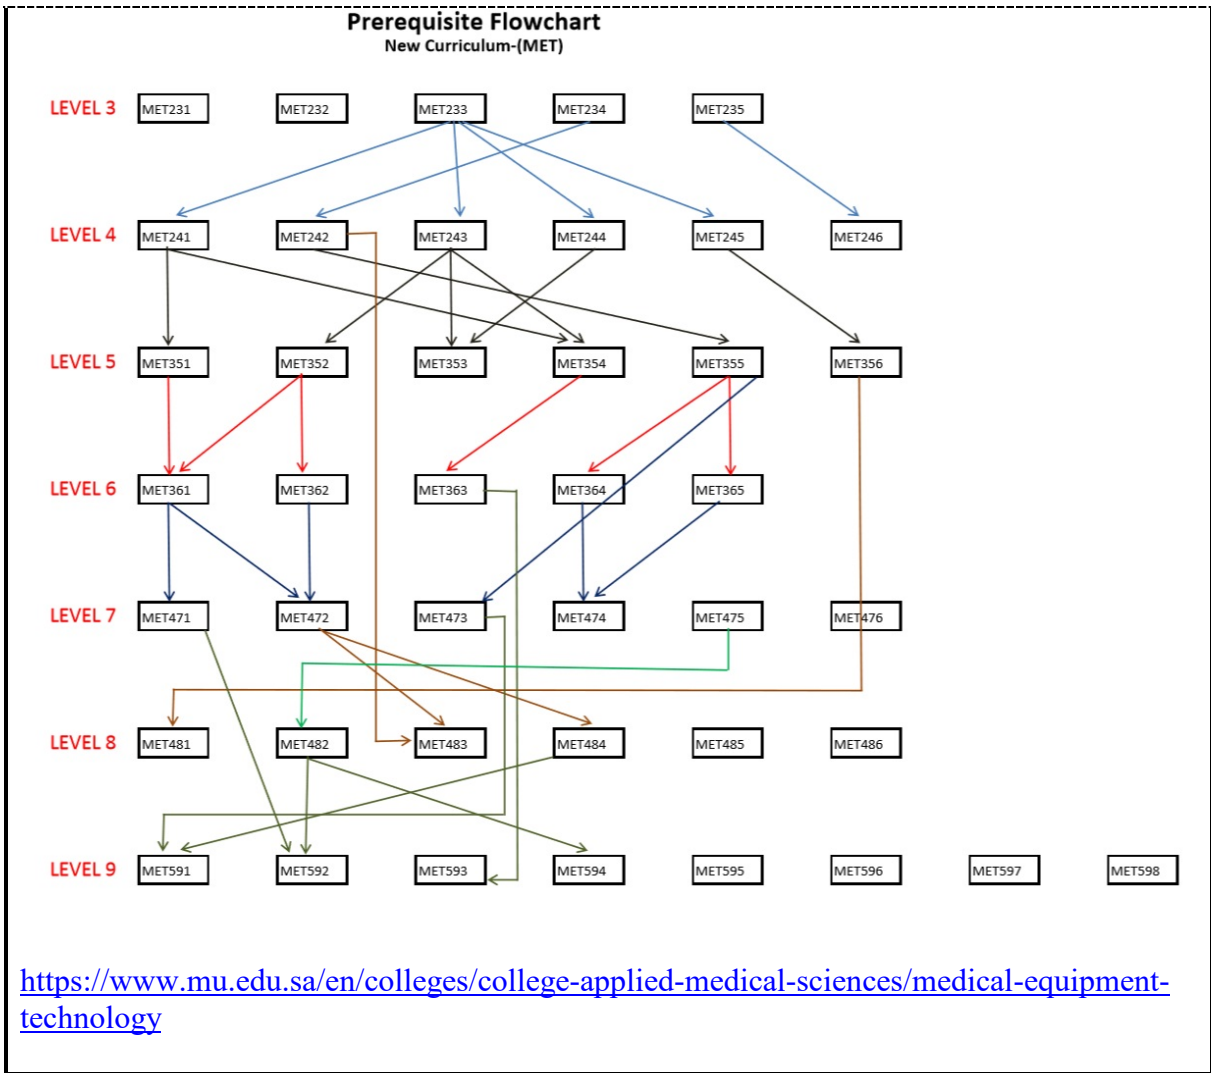 Prerequisite Flowchart
New Curriculum-(MET)
LEVEL 3 MET231 MET232 MET233 MET234 MET235
LEVEL 4 MET241 MET242 MET243 MET244 MET245 MET246
LEVEL 5 MET351 MET352 MET353 MET354 MET355 MET356
LEVEL 6 MET361 MET362 MET363 MET364 MET365
LEVEL 7 MET471 MET472 MET473 MET474 MET475 MET476
LEVEL 8 MET481 MET482 MET483 MET484 MET485 MET486
LEVEL 9 MET591 MET592 MET593 MET594 MET595 MET596 MET597 MET598
https://www.mu.edu.sa/en/colleges/college-applied-medical-sciences/medical-equipment-
technology